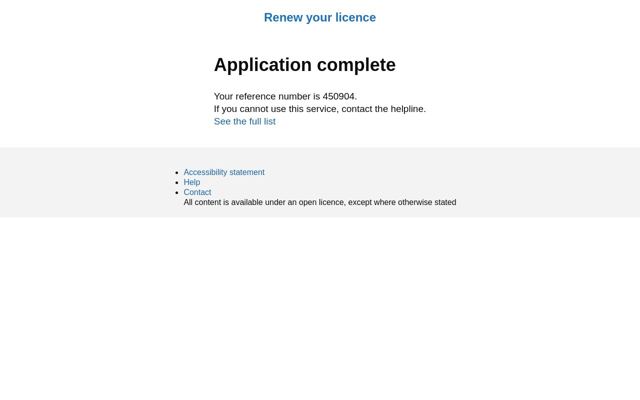 Renew your licence
Application complete
Your reference number is 450904.
If you cannot use this service, contact the helpline.
See the full list
Accessibility statement
Help
Contact
All content is available under an open licence, except where otherwise stated